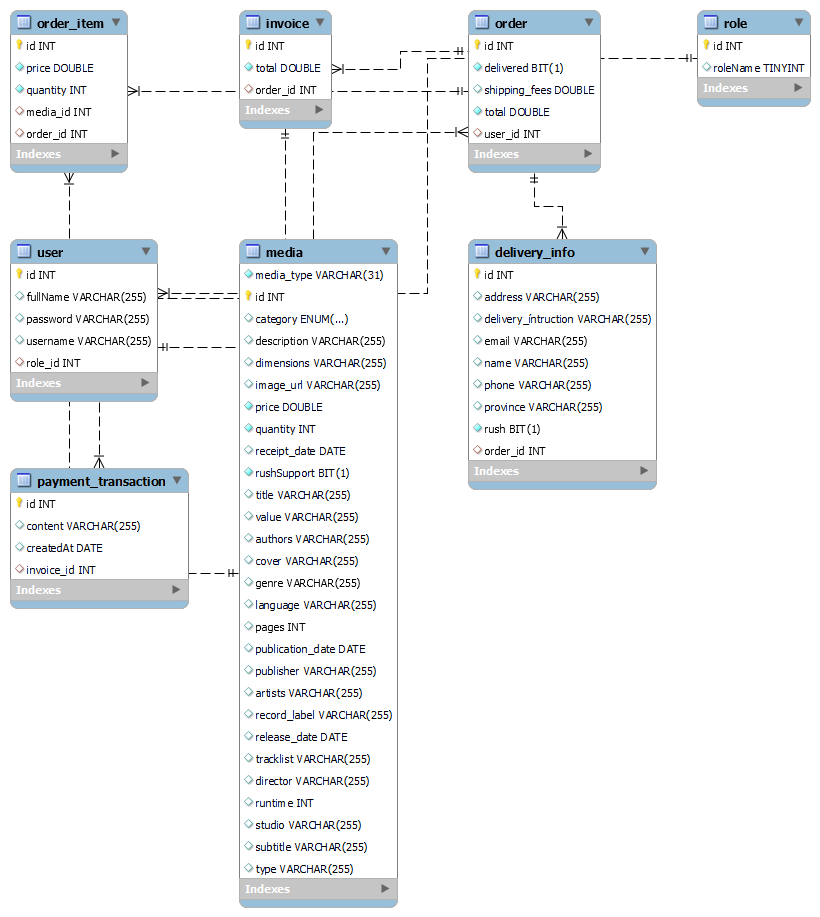 order_item
id INT
price DOUBLE
quantity INT
media_id INT
order_id INT
Indexes
invoice
id INT
total DOUBLE
order_id INT
Indexes
order
id INT
delivered BIT(1)
shipping_fees DOUBLE
total DOUBLE
user_id INT
Indexes
role
id INT
roleName TINYINT
Indexes
user
id INT
fullName VARCHAR(255)
password VARCHAR(255)
username VARCHAR(255)
role_id INT
Indexes
media
media_type VARCHAR(31)
id INT
category ENUM(...)
description VARCHAR(255)
dimensions VARCHAR(255)
image_url VARCHAR(255)
price DOUBLE
quantity INT
receipt_date DATE
rushSupport BIT(1)
title VARCHAR(255)
value VARCHAR(255)
authors VARCHAR(255)
cover VARCHAR(255)
genre VARCHAR(255)
language VARCHAR(255)
pages INT
publication_date DATE
publisher VARCHAR(255)
artists VARCHAR(255)
record_label VARCHAR(255)
release_date DATE
tracklist VARCHAR(255)
director VARCHAR(255)
runtime INT
studio VARCHAR(255)
subtitle VARCHAR(255)
type VARCHAR(255)
Indexes
delivery_info
id INT
address VARCHAR(255)
delivery_íntruction VARCHAR(255)
email VARCHAR(255)
name VARCHAR(255)
phone VARCHAR(255)
province VARCHAR(255)
rush BIT(1)
order_id INT
Indexes
payment_transaction
id INT
content VARCHAR(255)
createdAt DATE
invoice_id INT
Indexes